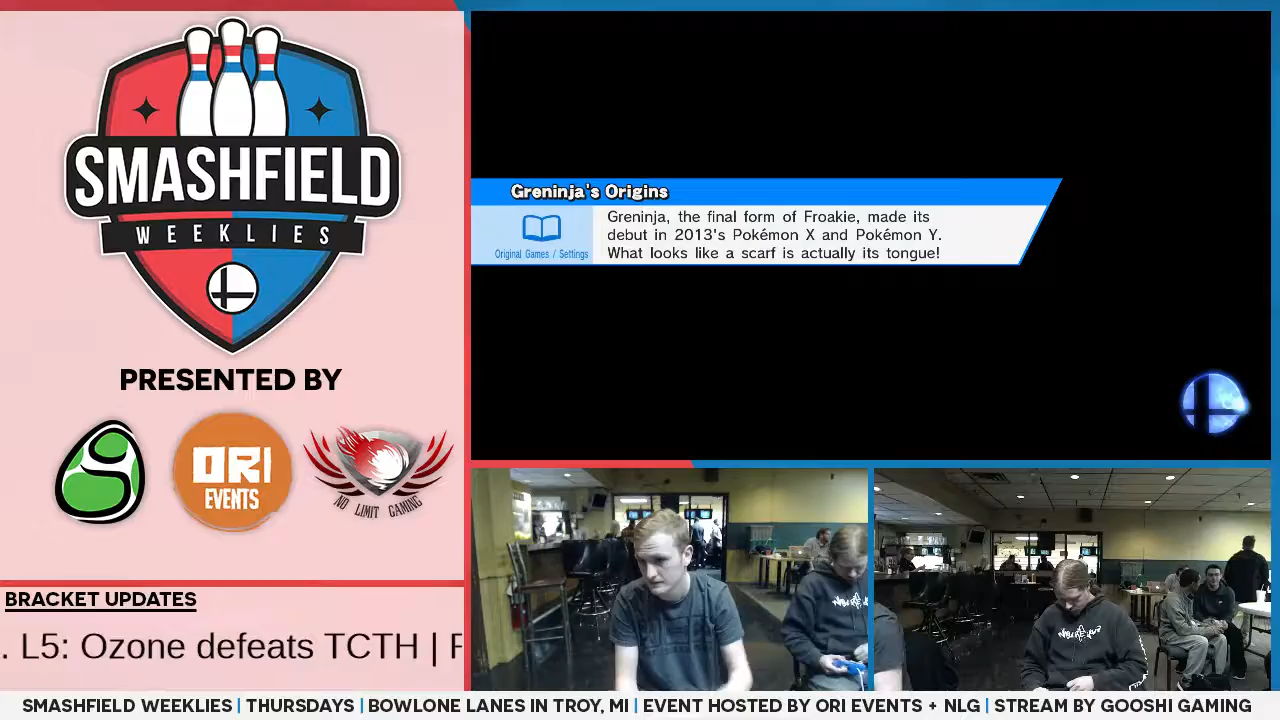 SMASHFIELD
WEEKLIES
PRESENTED BY
ORI
EVENTS
NO LIMIT GAMING
BRACKET UPDATES
. L5: Ozone defeats TCTH | F
Greninja's Origins
Original Games / Settings
Greninja, the final form of Froakie, made its
debut in 2013's Pokémon X and Pokémon Y.
What looks like a scarf is actually its tongue!
SMASHFIELD WEEKLIES | THURSDAYS | BOWLONE LANES IN TROY, MI | EVENT HOSTED BY ORI EVENTS + NLG | STREAM BY GOOSHI GAMING